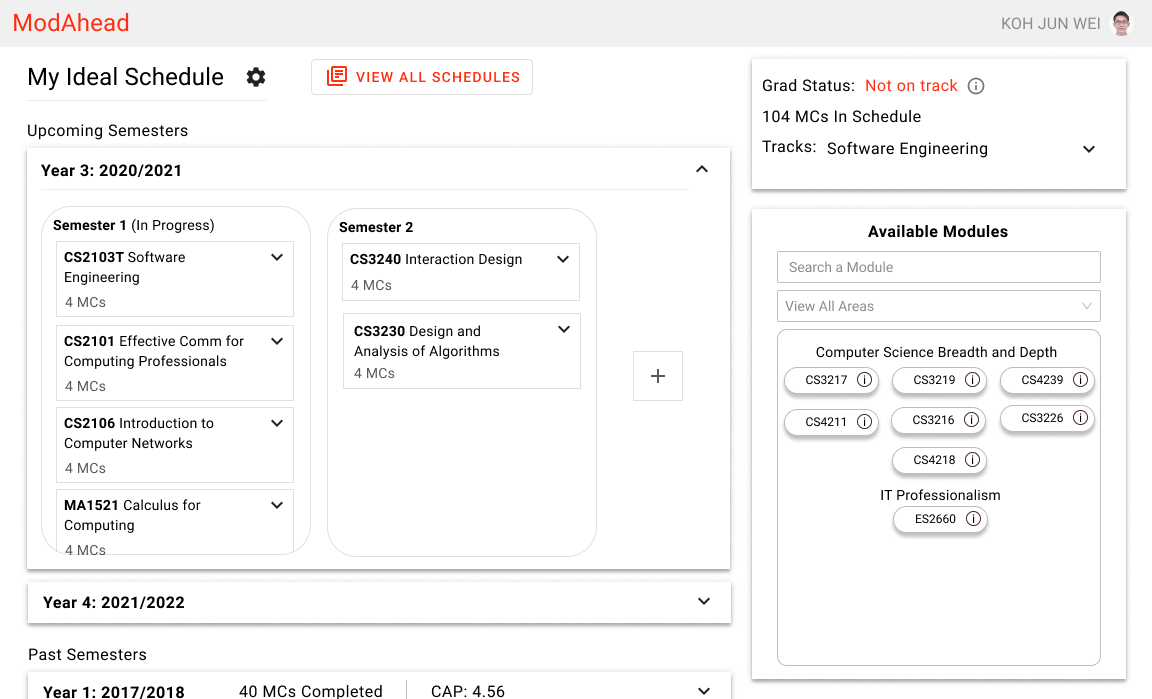 ModAhead
KOH JUN WEI
My Ideal Schedule
VIEW ALL SCHEDULES
Upcoming Semesters
Year 3: 2020/2021
Semester 1 (In Progress)
CS2103T Software
Engineering
4 MCs
CS2101 Effective Comm for
Computing Professionals
4 MCs
CS2106 Introduction to
Computer Networks
4 MCs
MA1521 Calculus for
Computing
4 MCs
Semester 2
CS3240 Interaction Design
4 MCs
CS3230 Design and
Analysis of Algorithms
4 MCs
+
Year 4: 2021/2022
Past Semesters
Year 1: 2017/2018 40 MCs Completed CAP: 4.56
Grad Status: Not on track
104 MCs In Schedule
Tracks: Software Engineering
Available Modules
Search a Module
View All Areas
Computer Science Breadth and Depth
CS3217 CS3219 CS4239
CS4211 CS3216 CS3226
CS4218
IT Professionalism
ES2660